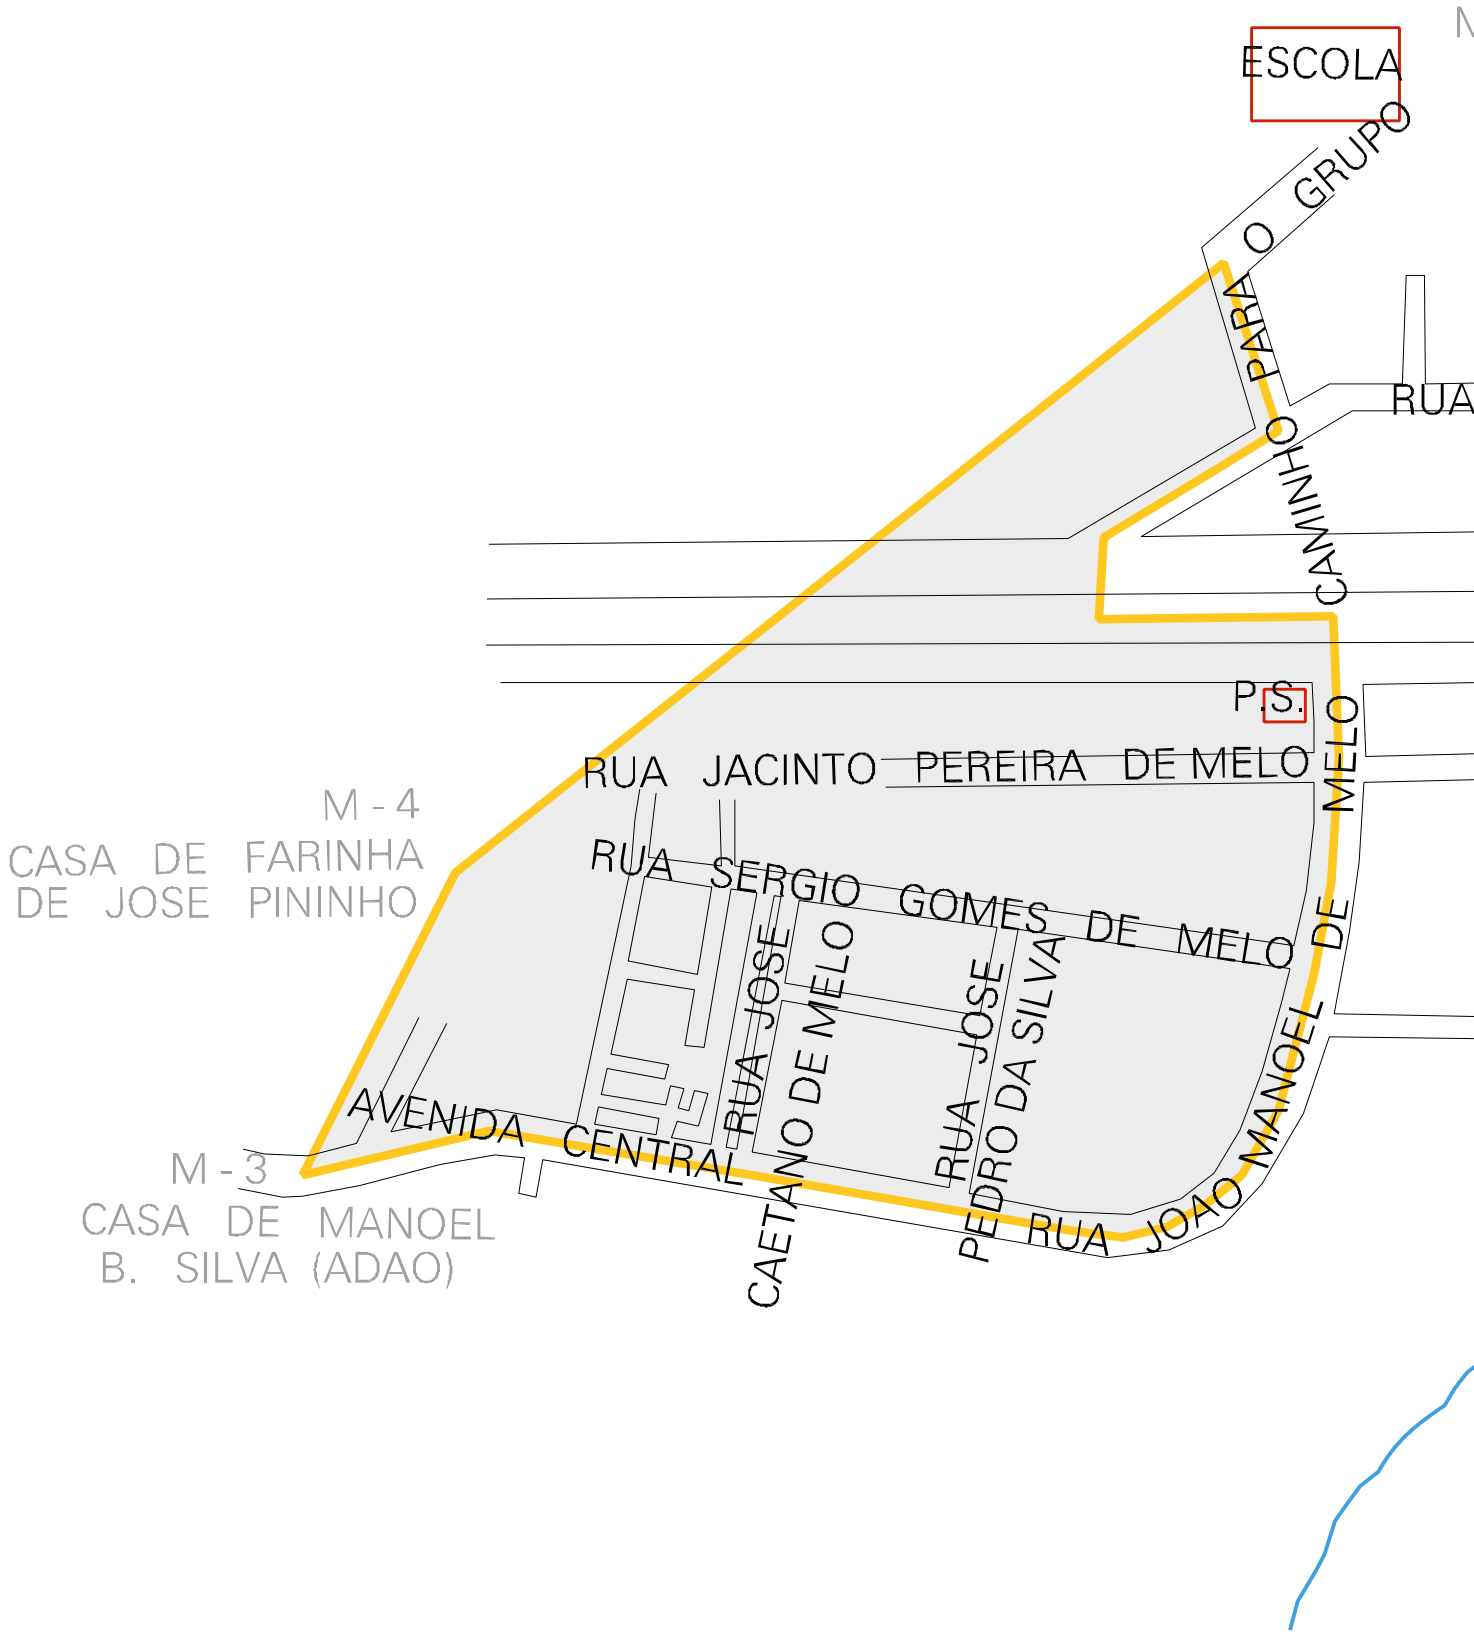 ESCOLA
CAMINHO PARA O GRUPO
RUA
P.S.
RUA JACINTO PEREIRA DE MELO
M - 4
CASA DE FARINHA
DE JOSE PININHO
RUA SERGIO GOMES DE MELO
RUA JOSE
CAETANO DE MELO
RUA JOSE
PEDRO DA SILVA
AVENIDA CENTRAL
RUA JOAO MANOEL DE MELO
M - 3
CASA DE MANOEL
B. SILVA (ADAO)